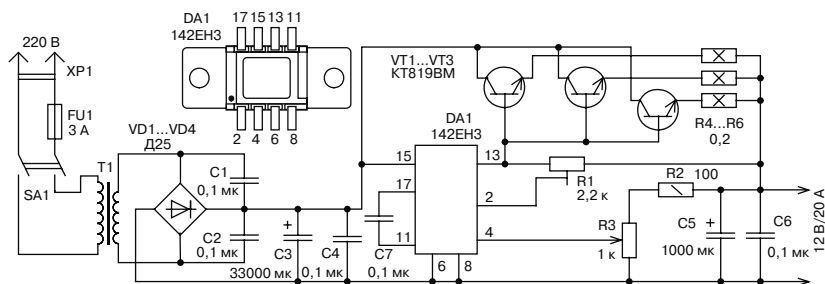 DA1
142ЕН3
17 15 13 11
2 4 6 8
220 В
XP1
FU1
3 А
SA1
T1
VD1...VD4
Д25
C1
0,1 мк
C2
0,1 мк
+
C3
33000 мк
C4
0,1 мк
C7
0,1 мк
VT1...VT3
КТ819ВМ
DA1
142ЕН3
15
17
11
13
2
4
6
8
R1
2,2 к
R2 100
R3
1 к
R4...R6
0,2
C5
+
1000 мк
C6
0,1 мк
12 В/20 А